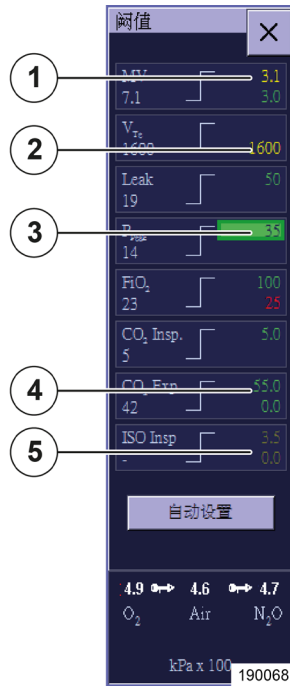 阈值
×
1
MV 3.1
7.1 3.0
2
VTe
1600 1600
Leak 50
19
3
Ppeak 35
14
FiO2 100
23 25
CO2 Insp. 5.0
5
4
CO2 Exp 55.0
42 0.0
5
ISO Insp 3.5
- 0.0
自动设置
4.9 4.6 4.7
O2 Air N2O
kPa x 100
190068